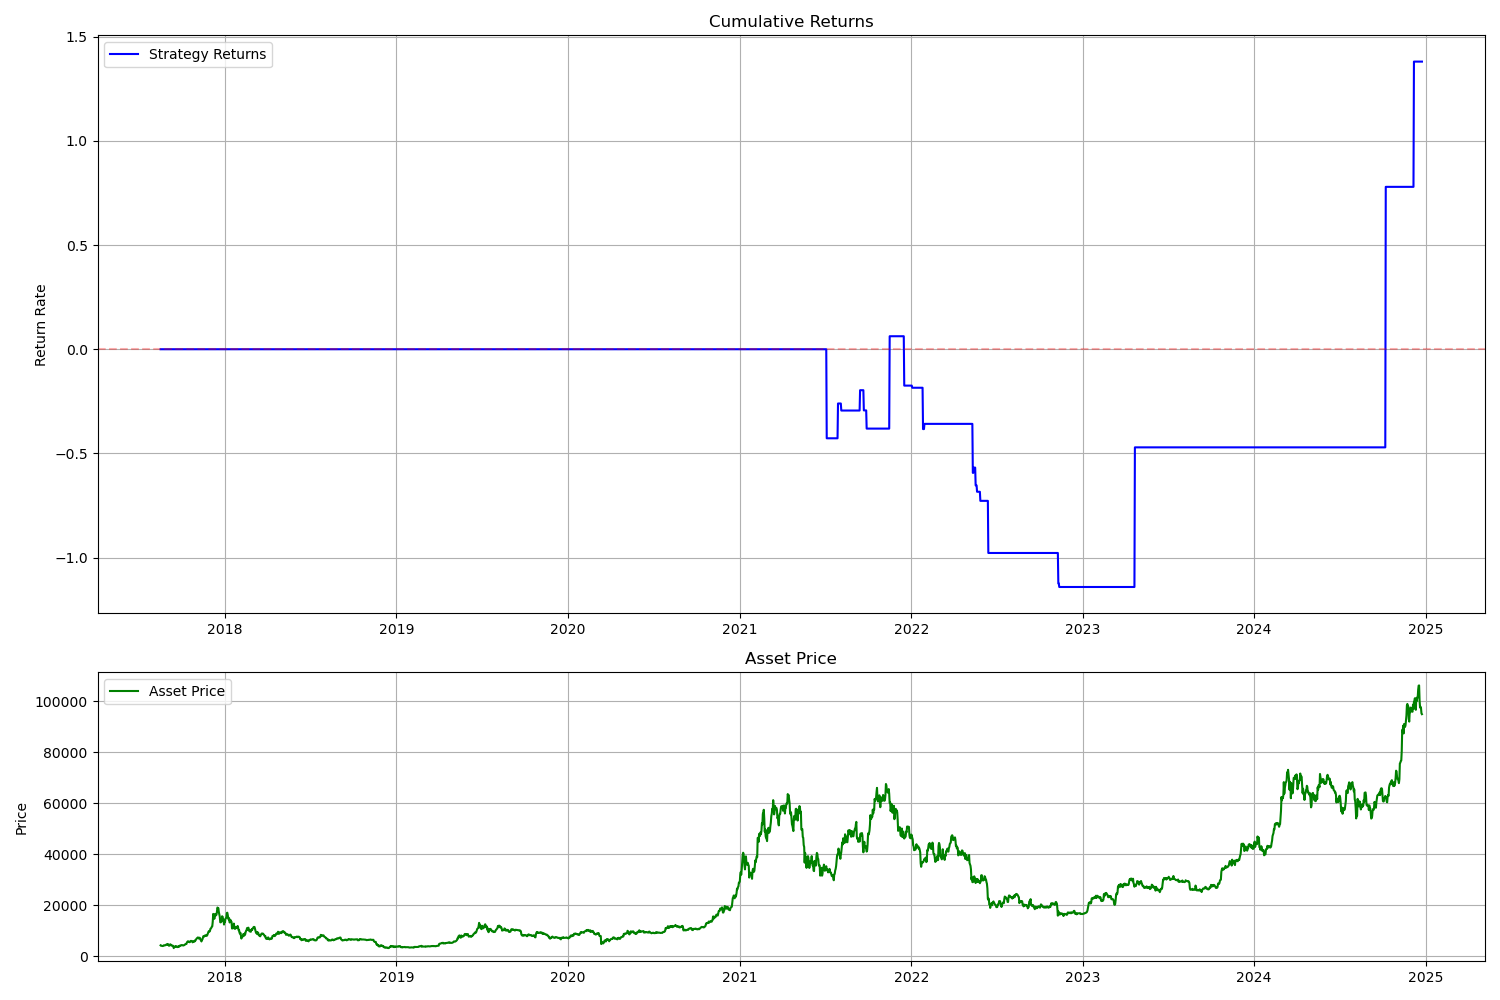 Cumulative Returns
Strategy Returns
Return Rate
1.5
1.0
0.5
0.0
−0.5
−1.0
2018 2019 2020 2021 2022 2023 2024 2025
Asset Price
Asset Price
Price
100000
80000
60000
40000
20000
0
2018 2019 2020 2021 2022 2023 2024 2025